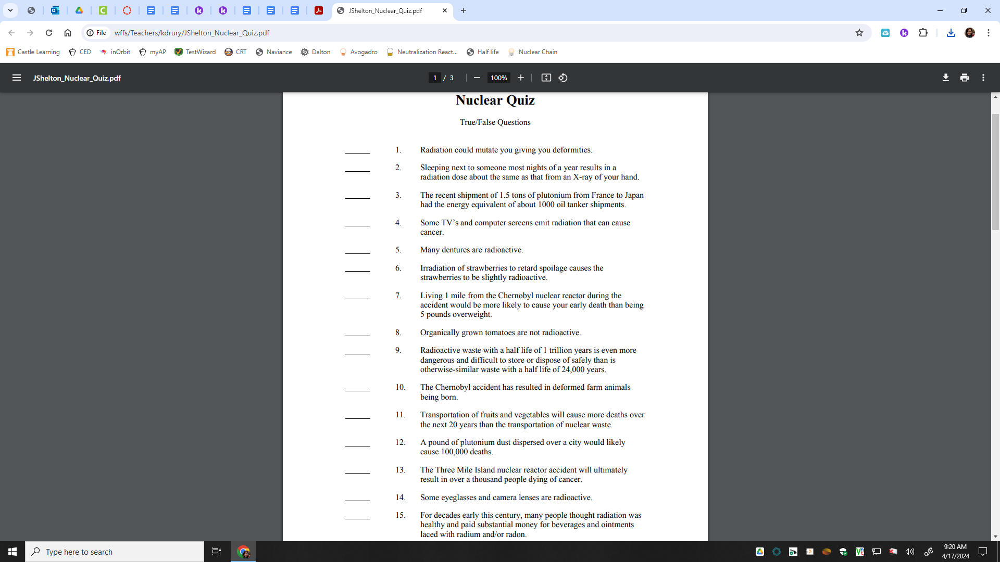 JShelton_Nuclear_Quiz.pdf
File
wffs/Teachers/kdrury/JShelton_Nuclear_Quiz.pdf
Castle Learning CED inOrbit myAP TestWizard CRT Naviance Dalton Avogadro Neutralization React... Half life Nuclear Chain
JShelton_Nuclear_Quiz.pdf 1 / 3 100%
Nuclear Quiz
True/False Questions
1. Radiation could mutate you giving you deformities.
2. Sleeping next to someone most nights of a year results in a
radiation dose about the same as that from an X-ray of your hand.
3. The recent shipment of 1.5 tons of plutonium from France to Japan
had the energy equivalent of about 1000 oil tanker shipments.
4. Some TV’s and computer screens emit radiation that can cause
cancer.
5. Many dentures are radioactive.
6. Irradiation of strawberries to retard spoilage causes the
strawberries to be slightly radioactive.
7. Living 1 mile from the Chernobyl nuclear reactor during the
accident would be more likely to cause your early death than being
5 pounds overweight.
8. Organically grown tomatoes are not radioactive.
9. Radioactive waste with a half life of 1 trillion years is even more
dangerous and difficult to store or dispose of safely than is
otherwise-similar waste with a half life of 24,000 years.
10. The Chernobyl accident has resulted in deformed farm animals
being born.
11. Transportation of fruits and vegetables will cause more deaths over
the next 20 years than the transportation of nuclear waste.
12. A pound of plutonium dust dispersed over a city would likely
cause 100,000 deaths.
13. The Three Mile Island nuclear reactor accident will ultimately
result in over a thousand people dying of cancer.
14. Some eyeglasses and camera lenses are radioactive.
15. For decades early this century, many people thought radiation was
healthy and paid substantial money for beverages and ointments
laced with radium and/or radon.
Type here to search
9:20 AM
4/17/2024